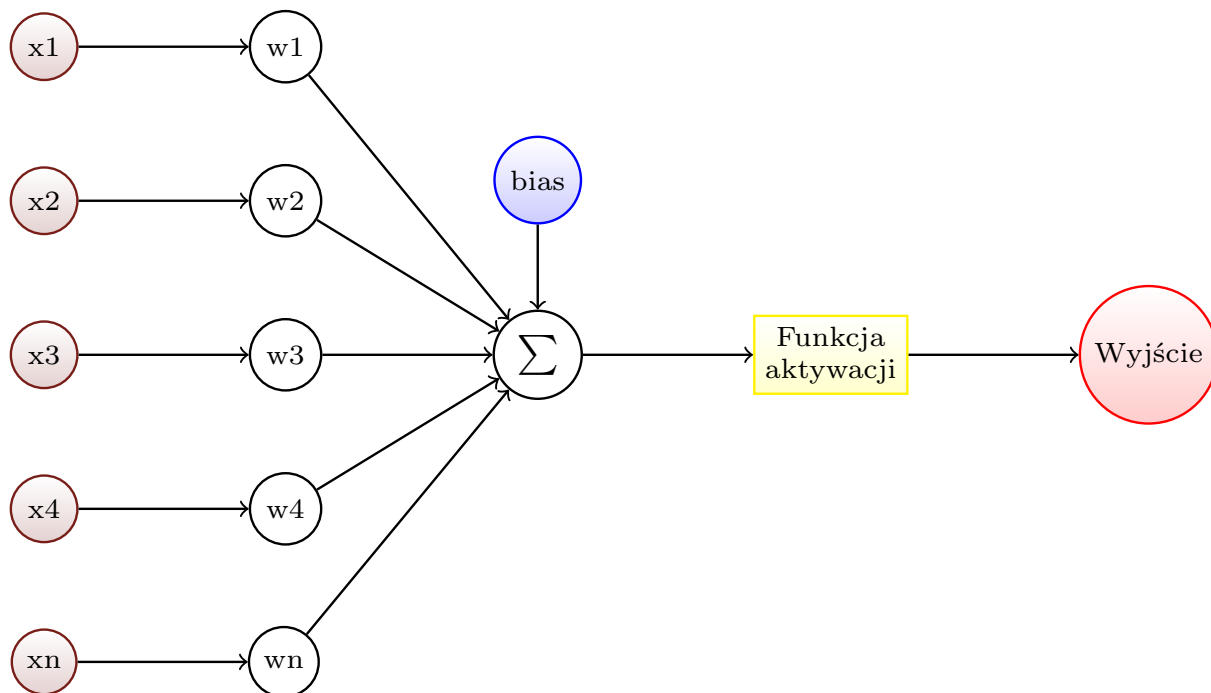 x1
w1
x2
w2
bias
x3
w3
∑
Funkcja
aktywacji
Wyjście
x4
w4
xn
wn